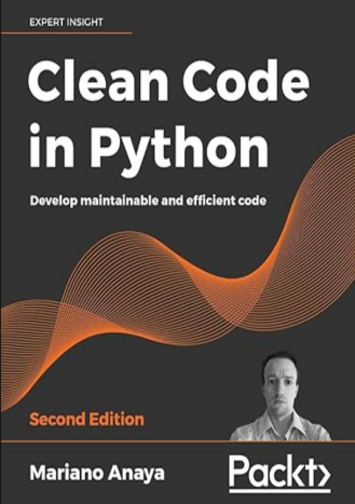 EXPERT INSIGHT
Clean Code
in Python
Develop maintainable and efficient code
Second Edition
Mariano Anaya
Packt>